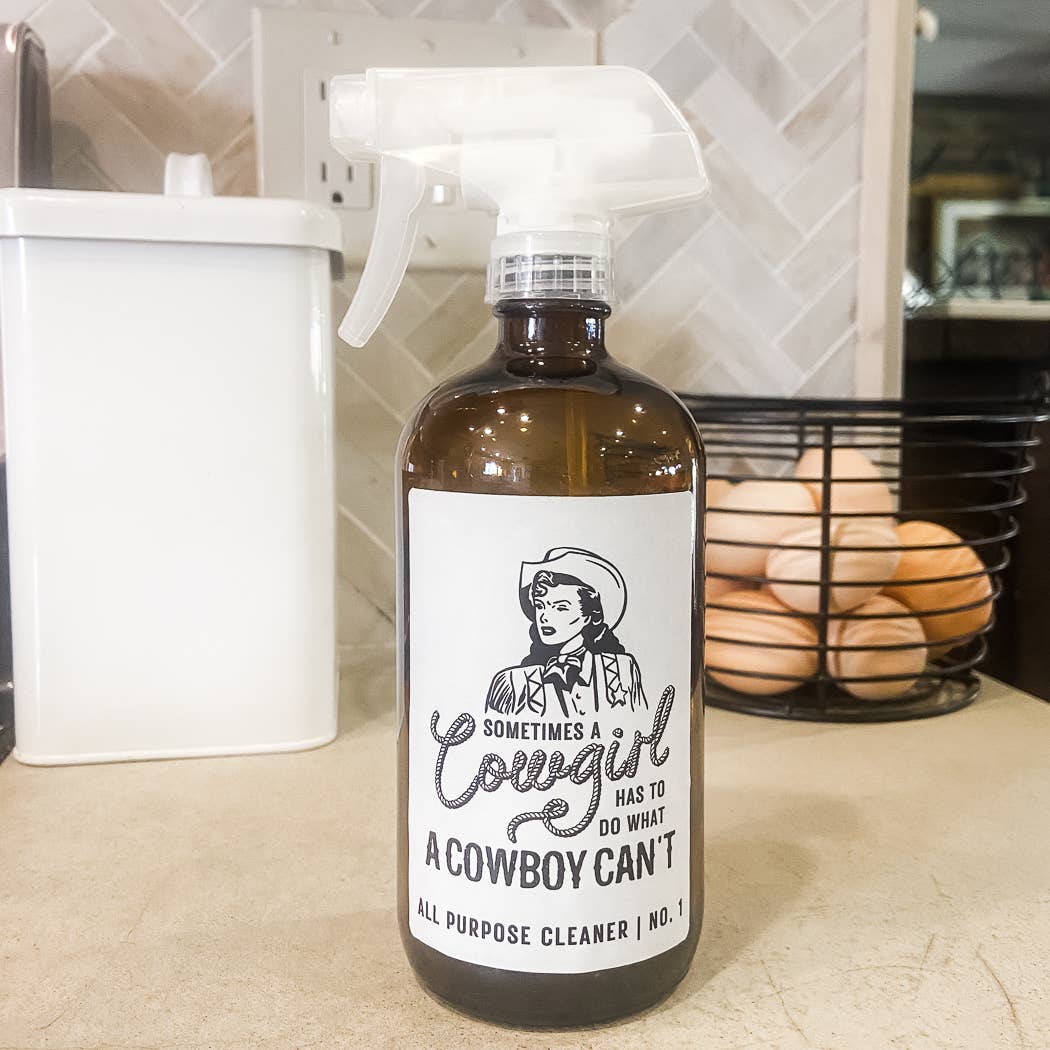 SOMETIMES A
Cowgirl
HAS TO
DO WHAT
A COWBOY CAN'T
ALL PURPOSE CLEANER | NO. 1